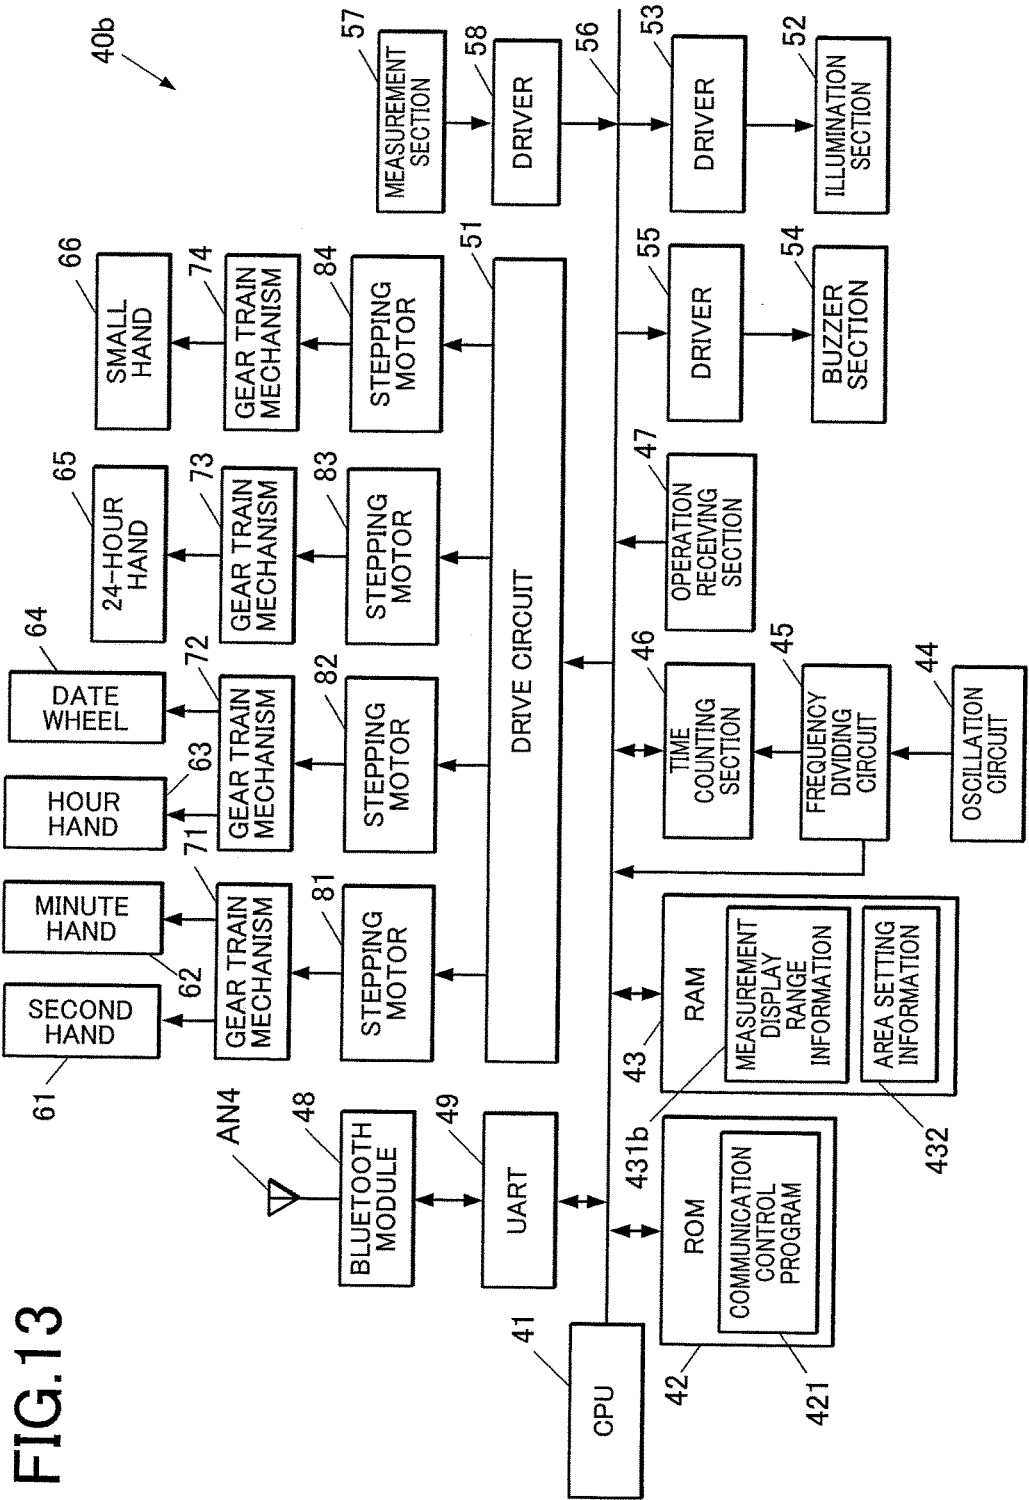 FIG.13
40b
61
SECOND
HAND
62
MINUTE
HAND
63
HOUR
HAND
64
DATE
WHEEL
65
24-HOUR
HAND
66
SMALL
HAND
71
GEAR TRAIN
MECHANISM
72
GEAR TRAIN
MECHANISM
73
GEAR TRAIN
MECHANISM
74
GEAR TRAIN
MECHANISM
81
STEPPING
MOTOR
82
STEPPING
MOTOR
83
STEPPING
MOTOR
84
STEPPING
MOTOR
57
MEASUREMENT
SECTION
58
DRIVER
AN4
48
BLUETOOTH
MODULE
49
UART
51
DRIVE CIRCUIT
56
41
CPU
42
ROM
421
COMMUNICATION
CONTROL
PROGRAM
43
RAM
431b
MEASUREMENT
DISPLAY
RANGE
INFORMATION
432
AREA SETTING
INFORMATION
46
TIME
COUNTING
SECTION
45
FREQUENCY
DIVIDING
CIRCUIT
44
OSCILLATION
CIRCUIT
47
OPERATION
RECEIVING
SECTION
55
DRIVER
54
BUZZER
SECTION
53
DRIVER
52
ILLUMINATION
SECTION